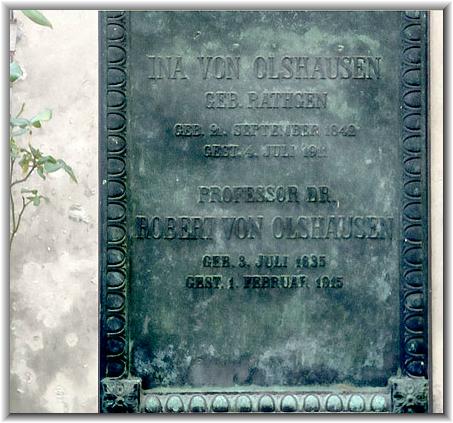 INA VON OLSHAUSEN
GEB. RATHGEN
GEB. 21. SEPTEMBER 1842
GEST. 4. JULI 1911
PROFESSOR DR.
ROBERT VON OLSHAUSEN
GEB. 3. JULI 1835
GEST. 1. FEBRUAR. 1915